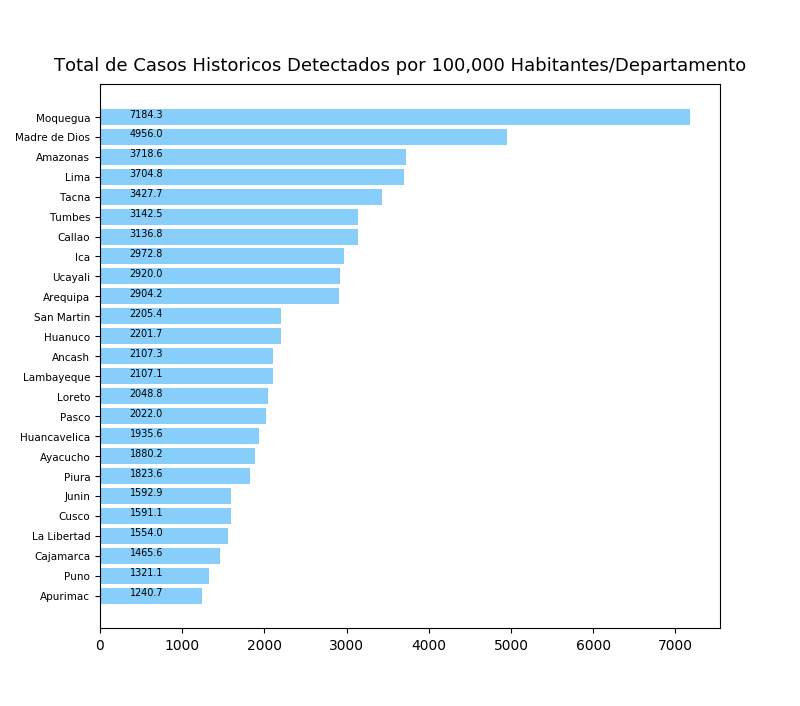 Total de Casos Historicos Detectados por 100,000 Habitantes/Departamento
Moquegua 7184.3
Madre de Dios 4956.0
Amazonas 3718.6
Lima 3704.8
Tacna 3427.7
Tumbes 3142.5
Callao 3136.8
Ica 2972.8
Ucayali 2920.0
Arequipa 2904.2
San Martin 2205.4
Huanuco 2201.7
Ancash 2107.3
Lambayeque 2107.1
Loreto 2048.8
Pasco 2022.0
Huancavelica 1935.6
Ayacucho 1880.2
Piura 1823.6
Junin 1592.9
Cusco 1591.1
La Libertad 1554.0
Cajamarca 1465.6
Puno 1321.1
Apurimac 1240.7
0 1000 2000 3000 4000 5000 6000 7000